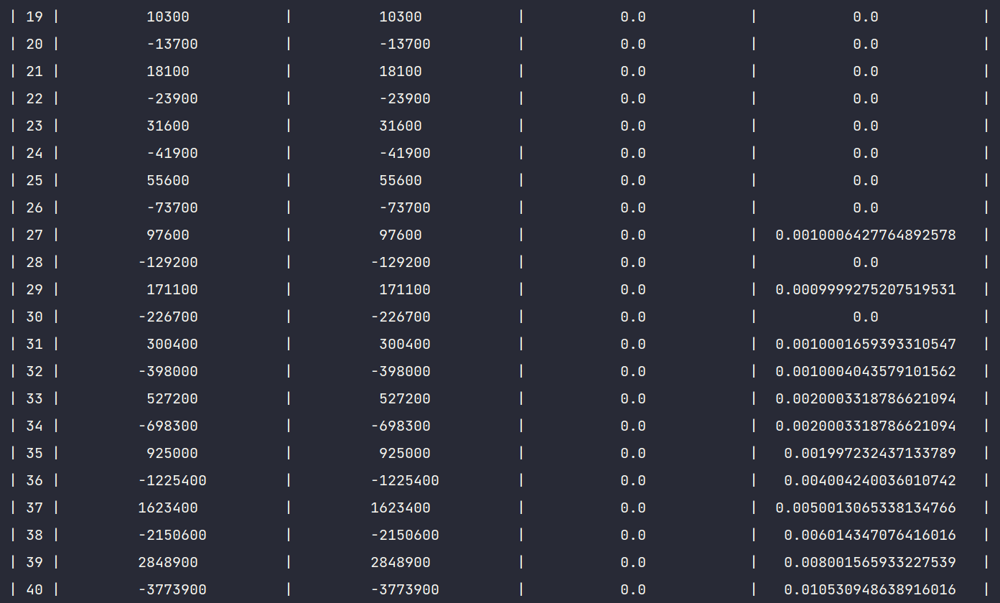 | 19 | 10300 | 10300 | 0.0 | 0.0 |
| 20 | -13700 | -13700 | 0.0 | 0.0 |
| 21 | 18100 | 18100 | 0.0 | 0.0 |
| 22 | -23900 | -23900 | 0.0 | 0.0 |
| 23 | 31600 | 31600 | 0.0 | 0.0 |
| 24 | -41900 | -41900 | 0.0 | 0.0 |
| 25 | 55600 | 55600 | 0.0 | 0.0 |
| 26 | -73700 | -73700 | 0.0 | 0.0 |
| 27 | 97600 | 97600 | 0.0 | 0.0010006427764892578 |
| 28 | -129200 | -129200 | 0.0 | 0.0 |
| 29 | 171100 | 171100 | 0.0 | 0.0009999275207519531 |
| 30 | -226700 | -226700 | 0.0 | 0.0 |
| 31 | 300400 | 300400 | 0.0 | 0.0010001659393310547 |
| 32 | -398000 | -398000 | 0.0 | 0.0010004043579101562 |
| 33 | 527200 | 527200 | 0.0 | 0.0020003318786621094 |
| 34 | -698300 | -698300 | 0.0 | 0.0020003318786621094 |
| 35 | 925000 | 925000 | 0.0 | 0.001997232437133789 |
| 36 | -1225400 | -1225400 | 0.0 | 0.004004240036010742 |
| 37 | 1623400 | 1623400 | 0.0 | 0.0050013065338134766 |
| 38 | -2150600 | -2150600 | 0.0 | 0.006014347076416016 |
| 39 | 2848900 | 2848900 | 0.0 | 0.008001565933227539 |
| 40 | -3773900 | -3773900 | 0.0 | 0.010530948638916016 |